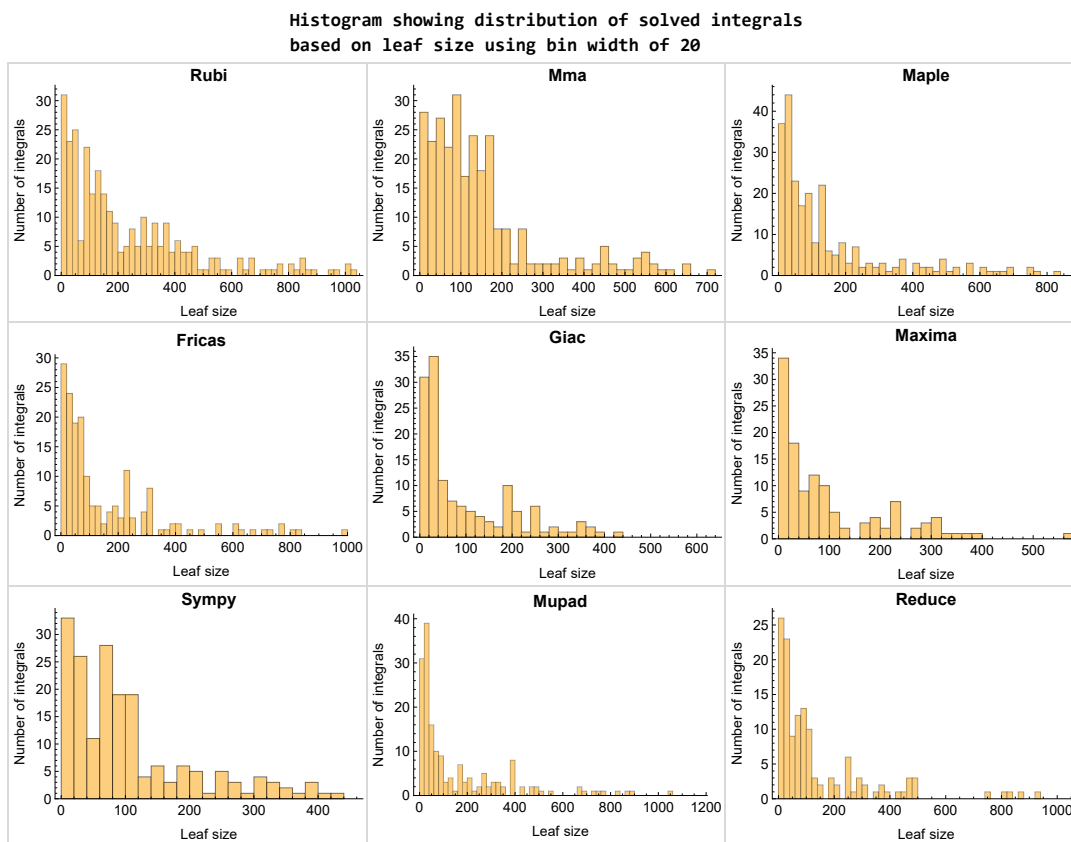 Histogram showing distribution of solved integrals
based on leaf size using bin width of 20
Rubi
Number of integrals
30
25
20
15
10
5
0
0 200 400 600 800 1000
Leaf size
Mma
Number of integrals
30
25
20
15
10
5
0
0 100 200 300 400 500 600 700
Leaf size
Maple
Number of integrals
40
30
20
10
0
0 200 400 600 800
Leaf size
Fricas
Number of integrals
30
25
20
15
10
5
0
0 200 400 600 800 1000
Leaf size
Giac
Number of integrals
35
30
25
20
15
10
5
0
0 200 400 600
Leaf size
Maxima
Number of integrals
35
30
25
20
15
10
5
0
0 100 200 300 400 500
Leaf size
Sympy
Number of integrals
30
25
20
15
10
5
0
0 100 200 300 400
Leaf size
Mupad
Number of integrals
40
30
20
10
0
0 200 400 600 800 1000 1200
Leaf size
Reduce
Number of integrals
25
20
15
10
5
0
0 200 400 600 800 1000
Leaf size